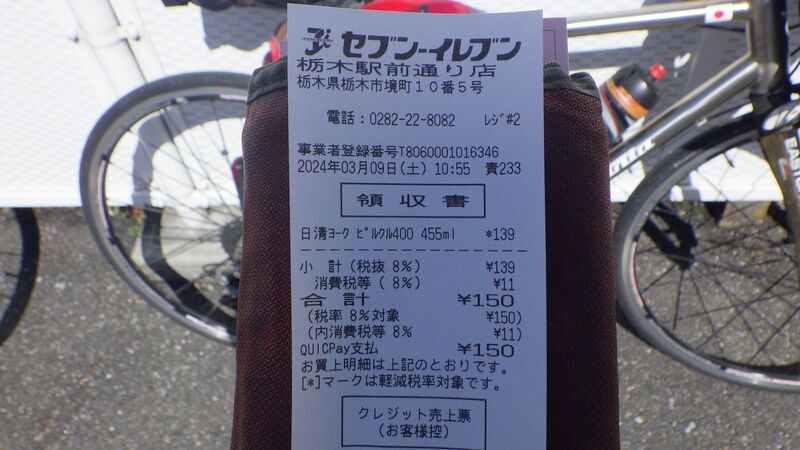 セブン-イレブン
栃木駅前通り店
栃木県栃木市境町10番5号
電話:0282-22-8082 レジ#2
事業者登録番号T8060001016346
2024年03月09日(土) 10:55 責233
領収書
日清ヨーク ピルクル400 455ml *139
小 計(税抜 8%) ¥139
消費税等( 8%) ¥11
合 計 ¥150
(税率 8%対象 ¥150)
(内消費税等 8% ¥11)
QUICPay支払 ¥150
お買上明細は上記のとおりです。
[*]マークは軽減税率対象です。
クレジット売上票
(お客様控)